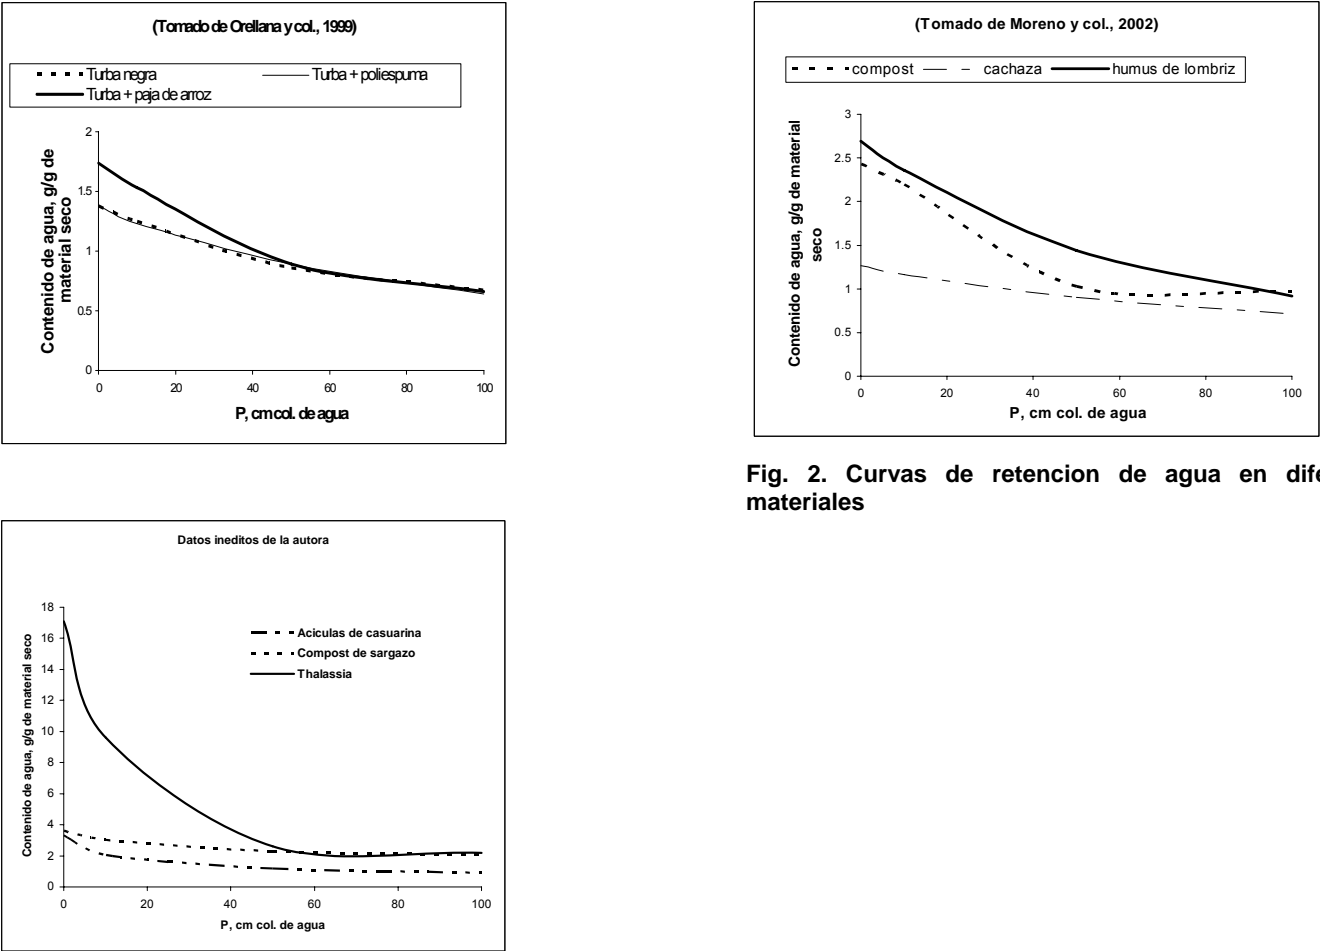 (Tomado de Orellana y col., 1999)
Turba negra
Turba + poliespuma
Turba + paja de arroz
Contenido de agua, g/g de
material seco
2
1.5
1
0.5
0
0 20 40 60 80 100
P, cm col. de agua
(Tomado de Moreno y col., 2002)
compost
cachaza
humus de lombriz
Contenido de agua, g/g de material
seco
3
2.5
2
1.5
1
0.5
0
0 20 40 60 80 100
P, cm col. de agua
Fig. 2. Curvas de retencion de agua en dife
materiales
Datos ineditos de la autora
Aciculas de casuarina
Compost de sargazo
Thalassia
Contenido de agua, g/g de material seco
18
16
14
12
10
8
6
4
2
0
0 20 40 60 80 100
P, cm col. de agua